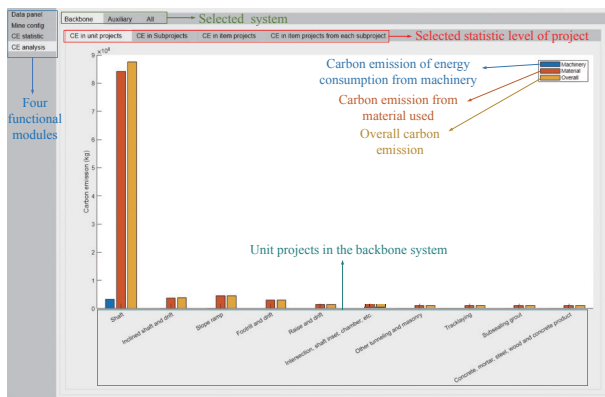 Data panel
Mine config
CE statistic
CE analysis
Backbone Auxiliary All
Selected system
CE in unit projects CE in Subprojects CE in item projects CE in item projects from each subproject
Selected statistic level of project
Four
functional
modules
Carbon emission of energy
consumption from machinery
Carbon emission from
material used
Overall carbon
emission
Machinery
Material
Overall
Unit projects in the backbone system
Carbon emission (kg)
9
8
7
6
5
4
3
2
1
0
Shaft
Inclined shaft and drift
Slope ramp
Footrill and drift
Raise and drift
Intersection, shaft inset, chamber, etc.
Other tunneling and masonry
Tracklaying
Subsealing grout
Concrete, mortar, steel, wood and concrete product